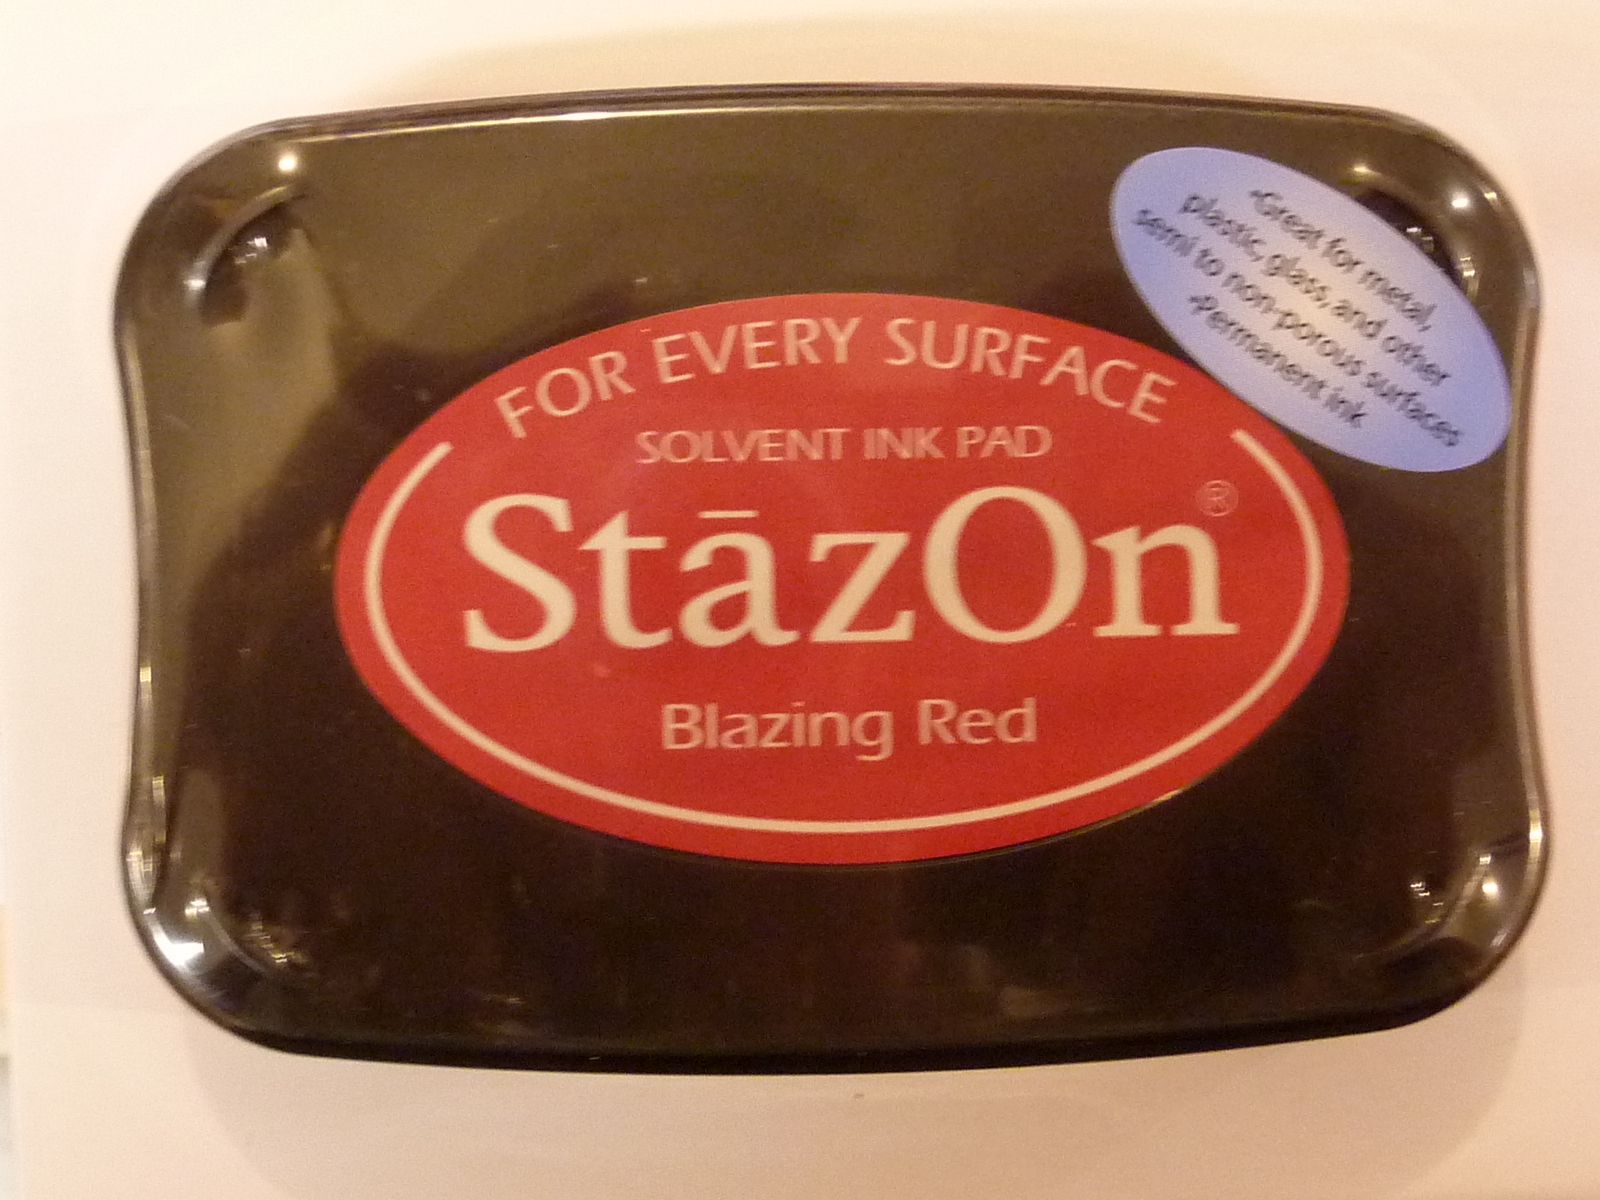 FOR EVERY SURFACE
SOLVENT INK PAD
StāzOn®
Blazing Red
•Great for metal,
plastic, glass, and other
semi to non-porous surfaces
•Permanent ink